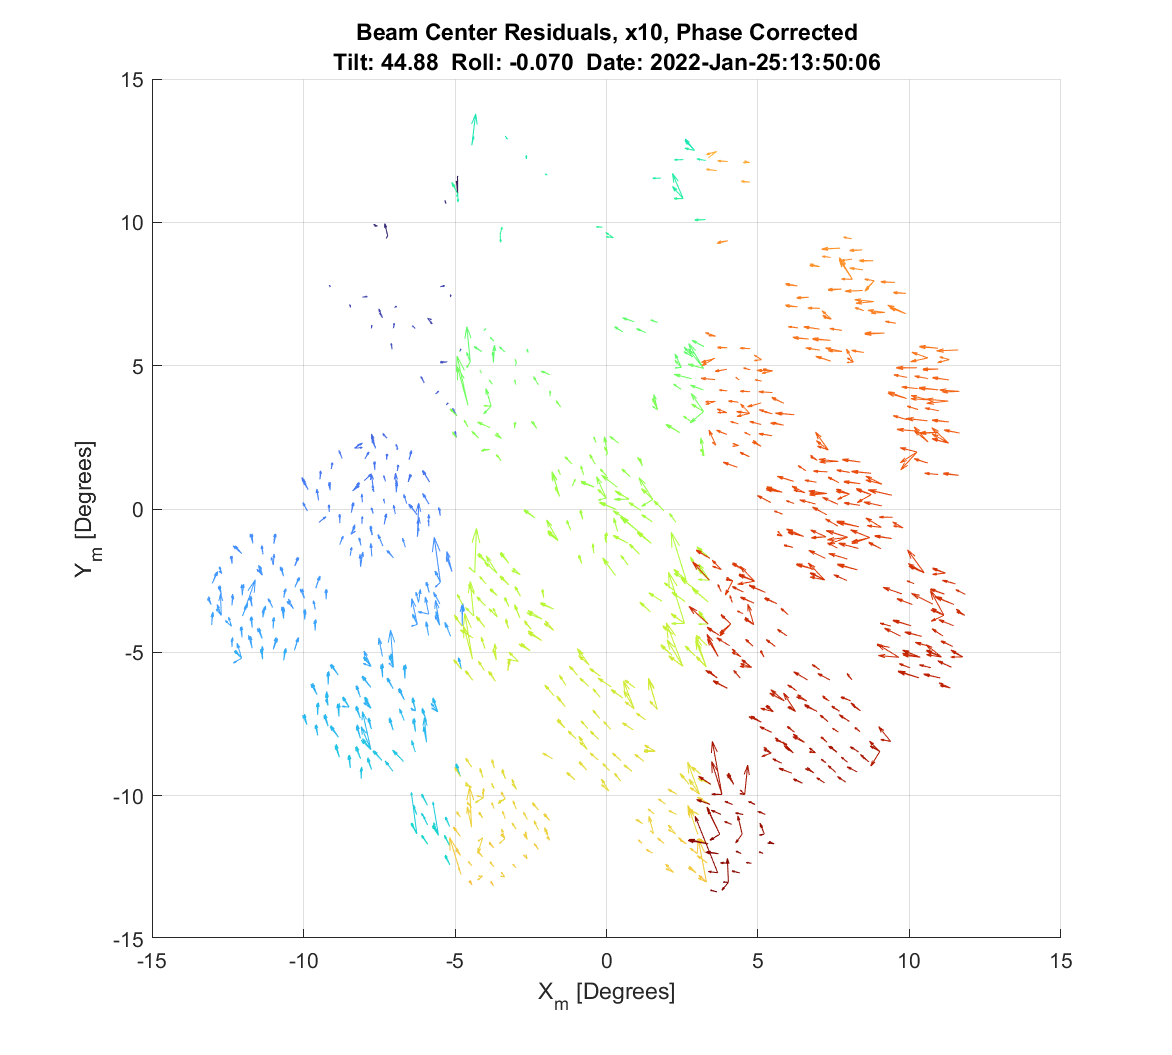 Beam Center Residuals, x10, Phase Corrected
Tilt: 44.88 Roll: -0.070 Date: 2022-Jan-25:13:50:06
15
10
5
0
-5
-10
-15
Y_m [Degrees]
-15 -10 -5 0 5 10 15
X_m [Degrees]